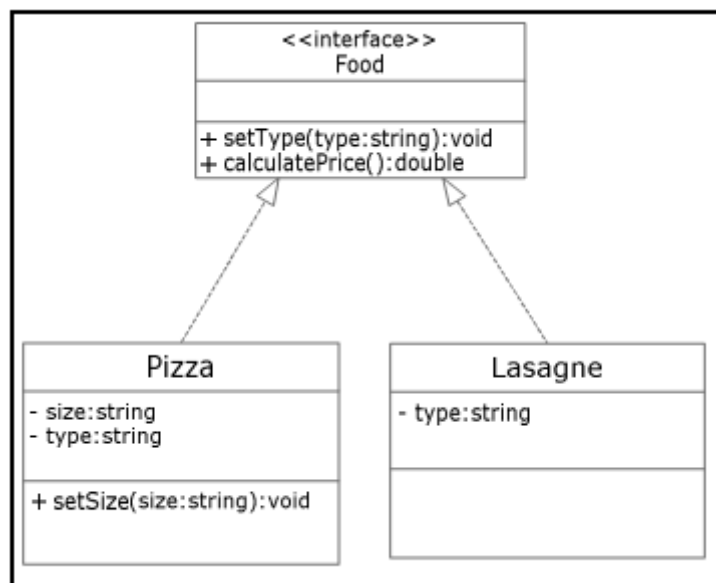 <<interface>>
Food
+ setType(type:string):void
+ calculatePrice():double
Pizza
- size:string
- type:string
+ setSize(size:string):void
Lasagne
- type:string